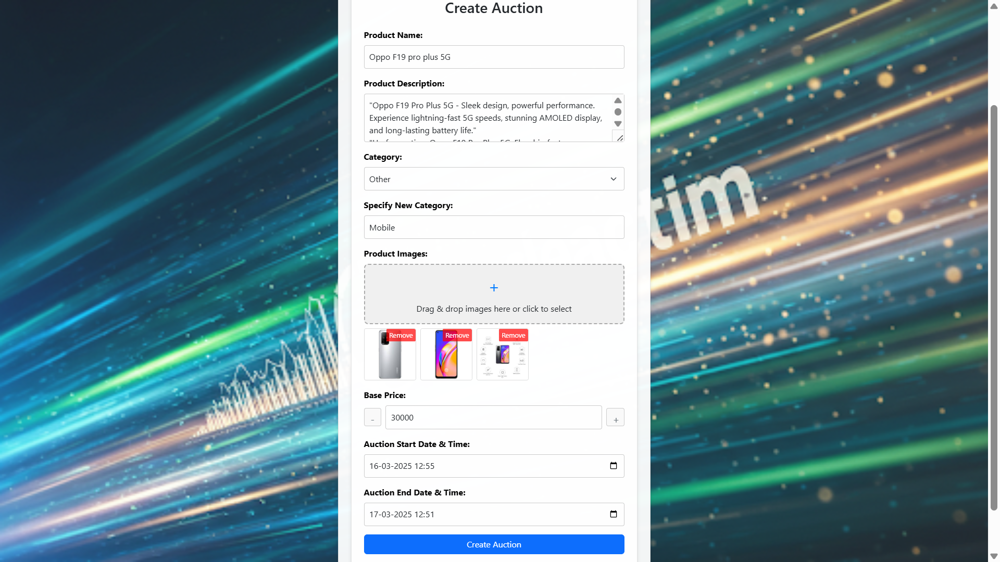 Create Auction
Product Name:
Oppo F19 pro plus 5G
Product Description:
"Oppo F19 Pro Plus 5G - Sleek design, powerful performance.
Experience lightning-fast 5G speeds, stunning AMOLED display,
and long-lasting battery life."
Category:
Other
Specify New Category:
Mobile
Product Images:
+
Drag & drop images here or click to select
Remove
Remove
Remove
Base Price:
-
30000
+
Auction Start Date & Time:
16-03-2025 12:55
Auction End Date & Time:
17-03-2025 12:51
Create Auction
tim